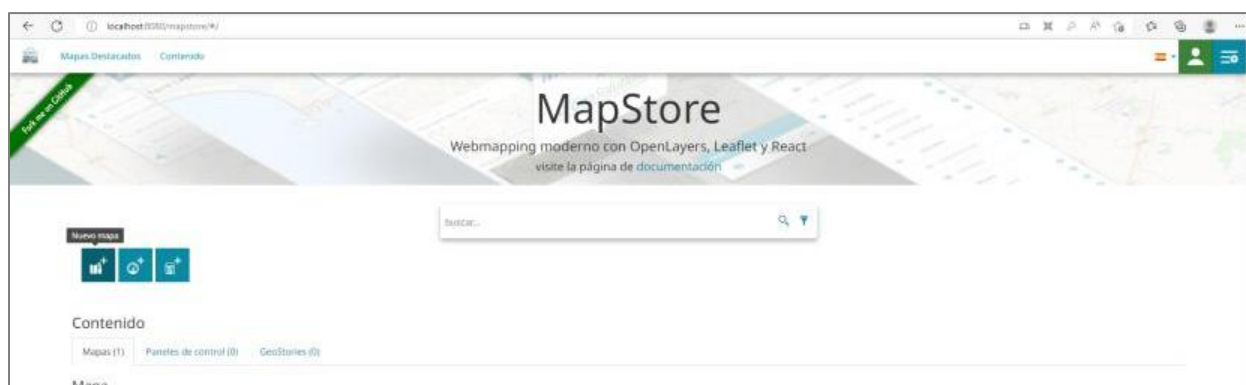 localhost:8080/mapstore/#/
Mapas Destacados Contenido
Fork me on GitHub
MapStore
Webmapping moderno con OpenLayers, Leaflet y React
visite la página de documentación
buscar...
Nuevo mapa
Contenido
Mapas (1) Paneles de control (0) GeoStories (0)
Mapa